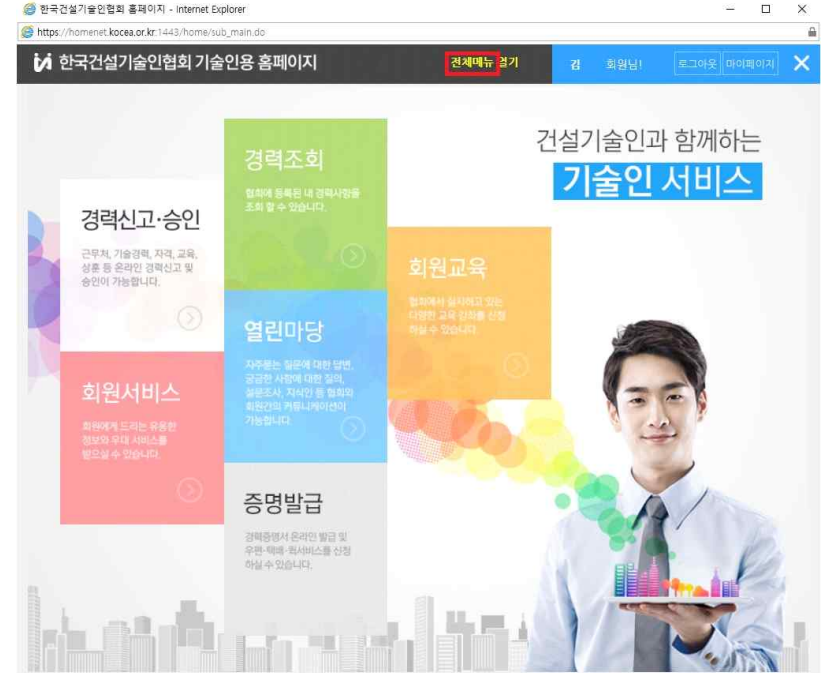 한국건설기술인협회 홈페이지 - Internet Explorer
https://homenet.kocea.or.kr:1443/home/sub_main.do
한국건설기술인협회 기술인용 홈페이지
전체메뉴 열기
김 회원님!
로그아웃
마이페이지
건설기술인과 함께하는
기술인 서비스
경력신고·승인
근무처, 기술경력, 자격, 교육,
상훈 등 온라인 경력신고 및
승인이 가능합니다.
경력조회
협회에 등록된 내 경력사항을
조회 할 수 있습니다.
회원교육
협회에서 실시하고 있는
다양한 교육 강좌를 신청
하실 수 있습니다.
열린마당
자주묻는 질문에 대한 답변,
궁금한 사항에 대한 질의,
설문조사, 지식인 등 협회와
회원간의 커뮤니케이션이
가능합니다.
회원서비스
회원에게 드리는 유용한
정보와 우대 서비스를
받으실 수 있습니다.
증명발급
경력증명서 온라인 발급 및
우편·택배·퀵서비스를 신청
하실 수 있습니다.